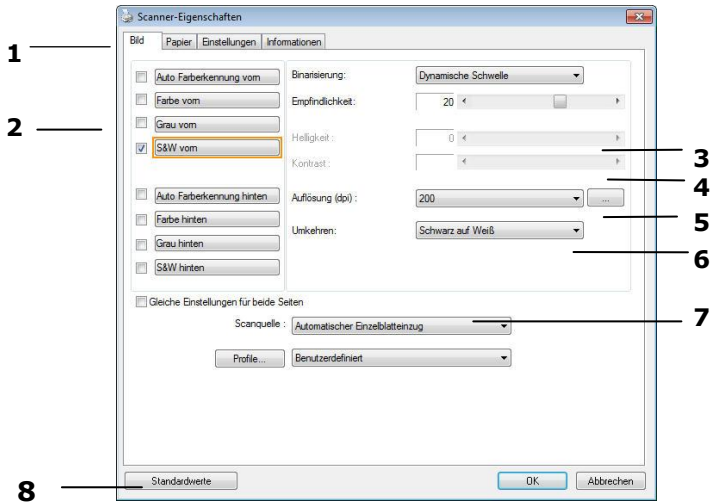 Scanner-Eigenschaften
Bild Papier Einstellungen Informationen
1
Auto Farberkennung vorn Binarisierung: Dynamische Schwelle
Farbe vorn Empfindlichkeit: 20
2
Grau vorn
Helligkeit : 0
S&W vorn
3
Kontrast :
4
Auto Farberkennung hinten Auflösung (dpi) : 200 ...
5
Farbe hinten
Umkehren: Schwarz auf Weiß
6
Grau hinten
S&W hinten
Gleiche Einstellungen für beide Seiten
7
Scanquelle : Automatischer Einzelblatteinzug
Profile... Benutzerdefiniert
8
Standardwerte OK Abbrechen